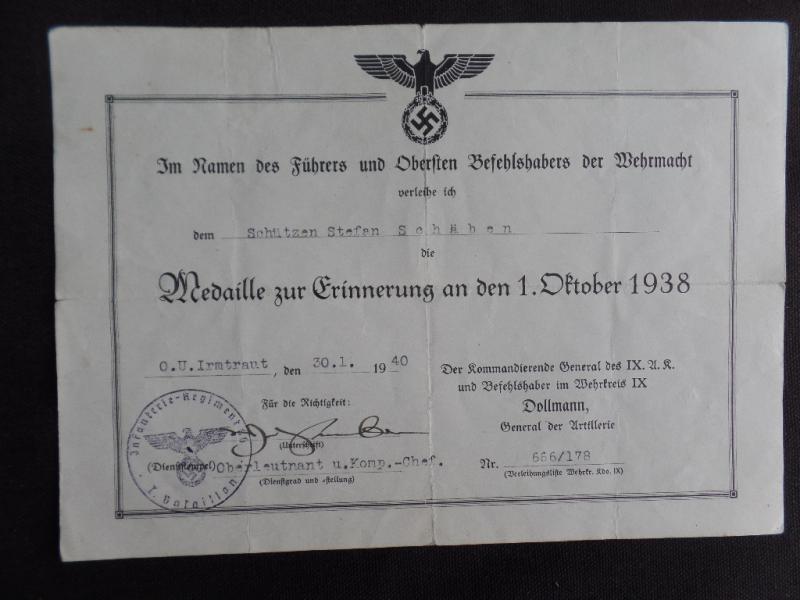 Im Namen des Führers und Obersten Befehlshabers der Wehrmacht
verleihe ich
dem Schützen Stefan Schäben
die
Medaille zur Erinnerung an den 1. Oktober 1938
O.U.Irmtraut, den 30.1. 1940
Für die Richtigkeit:
(Unterschrift)
(Dienststempel) Oberleutnant u.Komp.-Chef.
(Dienstgrad und =stellung)
Infanterie-Regiment
I. Bataillon
Der Kommandierende General des IX. A. K.
und Befehlshaber im Wehrkreis IX
Dollmann,
General der Artillerie
Nr. 666/178
(Verleihungsliste Wehrkr. Kdo. IX)